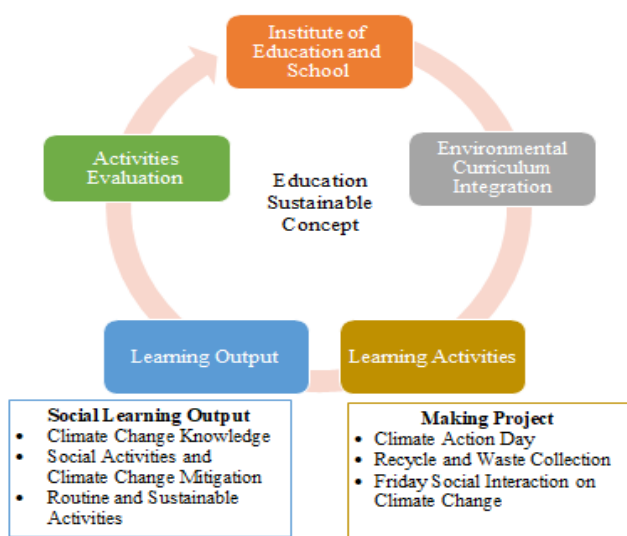 Institute of
Education and
School
Activities
Evaluation
Environmental
Curriculum
Integration
Education
Sustainable
Concept
Learning Output
Learning Activities
Social Learning Output
• Climate Change Knowledge
• Social Activities and
Climate Change Mitigation
• Routine and Sustainable
Activities
Making Project
• Climate Action Day
• Recycle and Waste Collection
• Friday Social Interaction on
Climate Change